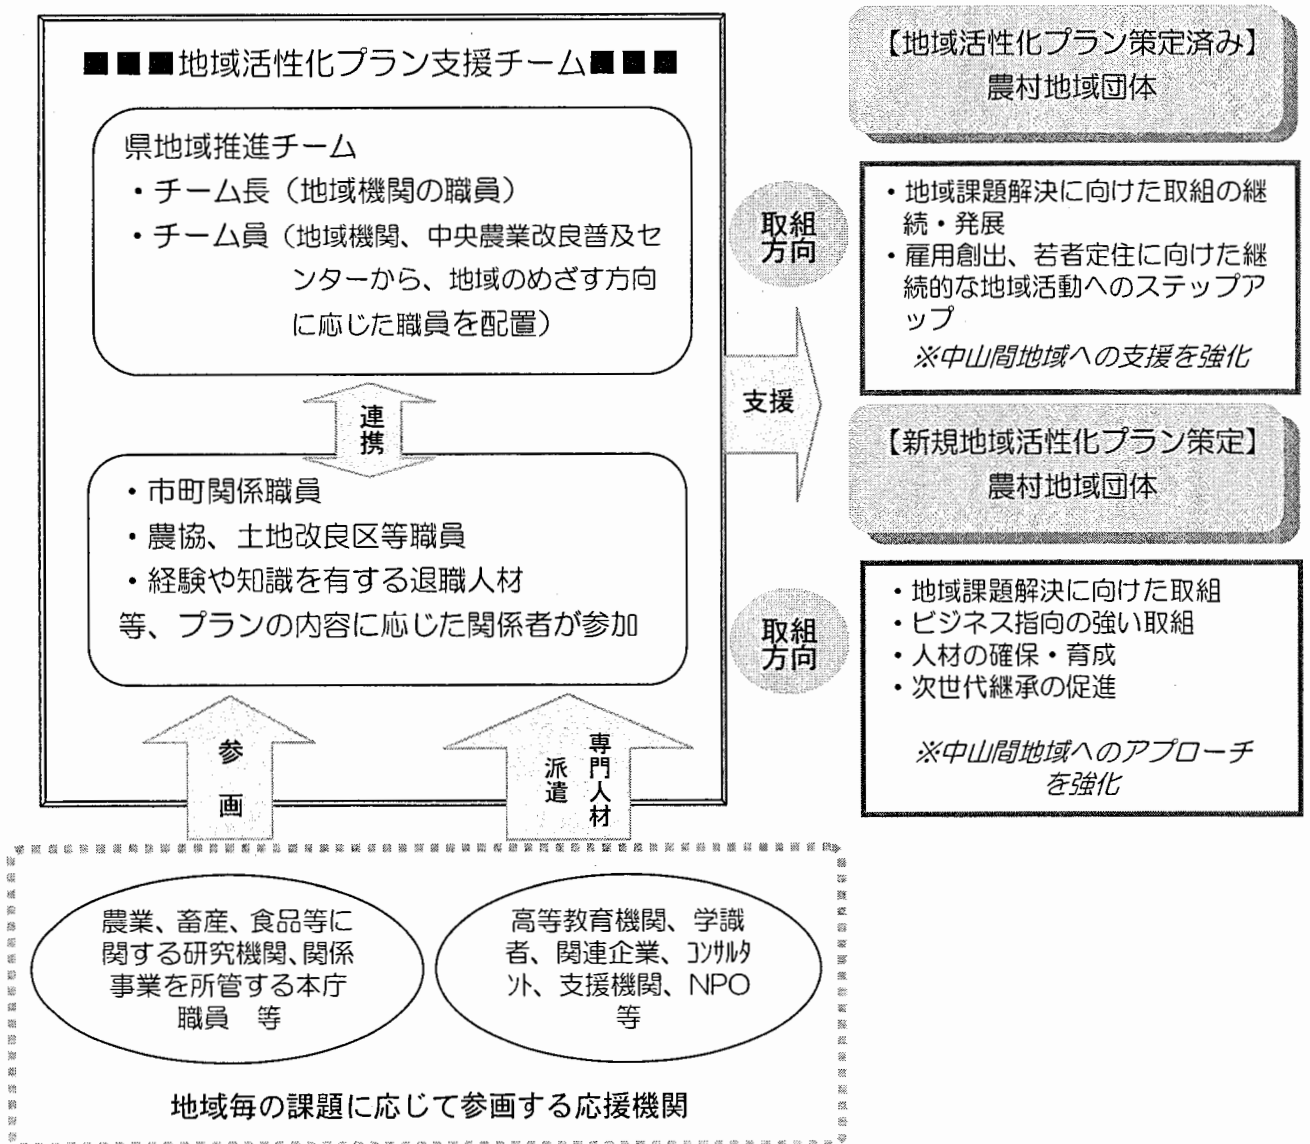 ■■■地域活性化プラン支援チーム■■■
県地域推進チーム
・チーム長（地域機関の職員）
・チーム員（地域機関、中央農業改良普及セ
ンターから、地域のめざす方向
に応じた職員を配置）
連携
・市町関係職員
・農協、土地改良区等職員
・経験や知識を有する退職人材
等、プランの内容に応じた関係者が参加
参画
専門人材
派遣
農業、畜産、食品等に
関する研究機関、関係
事業を所管する本庁
職員　等
高等教育機関、学識
者、関連企業、ｺﾝｻﾙﾀ
ﾝﾄ、支援機関、NPO
等
地域毎の課題に応じて参画する応援機関
支援
【地域活性化プラン策定済み】
農村地域団体
取組
方向
・地域課題解決に向けた取組の継
続・発展
・雇用創出、若者定住に向けた継
続的な地域活動へのステップア
ップ
※中山間地域への支援を強化
【新規地域活性化プラン策定】
農村地域団体
取組
方向
・地域課題解決に向けた取組
・ビジネス指向の強い取組
・人材の確保・育成
・次世代継承の促進
※中山間地域へのアプローチ
を強化